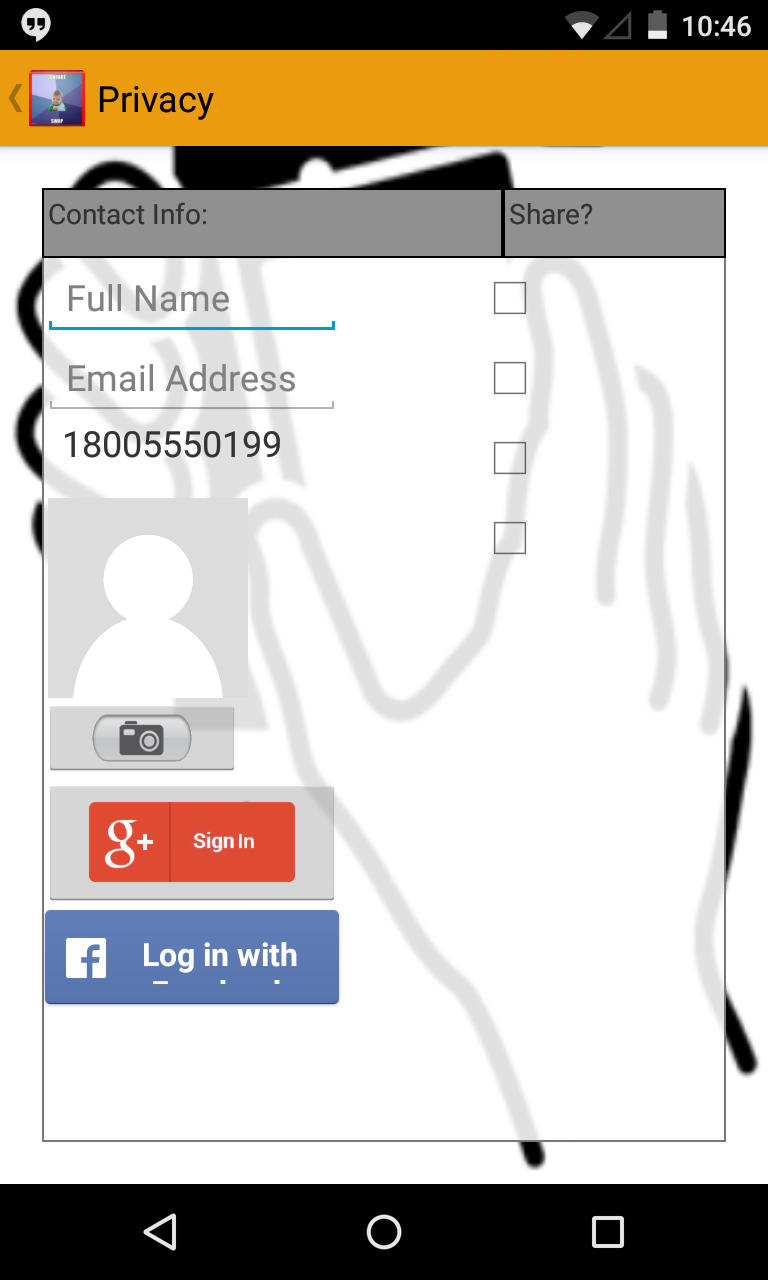 10:46
Privacy
Contact Info:
Share?
Full Name
Email Address
18005550199
g+ Sign In
Log in with